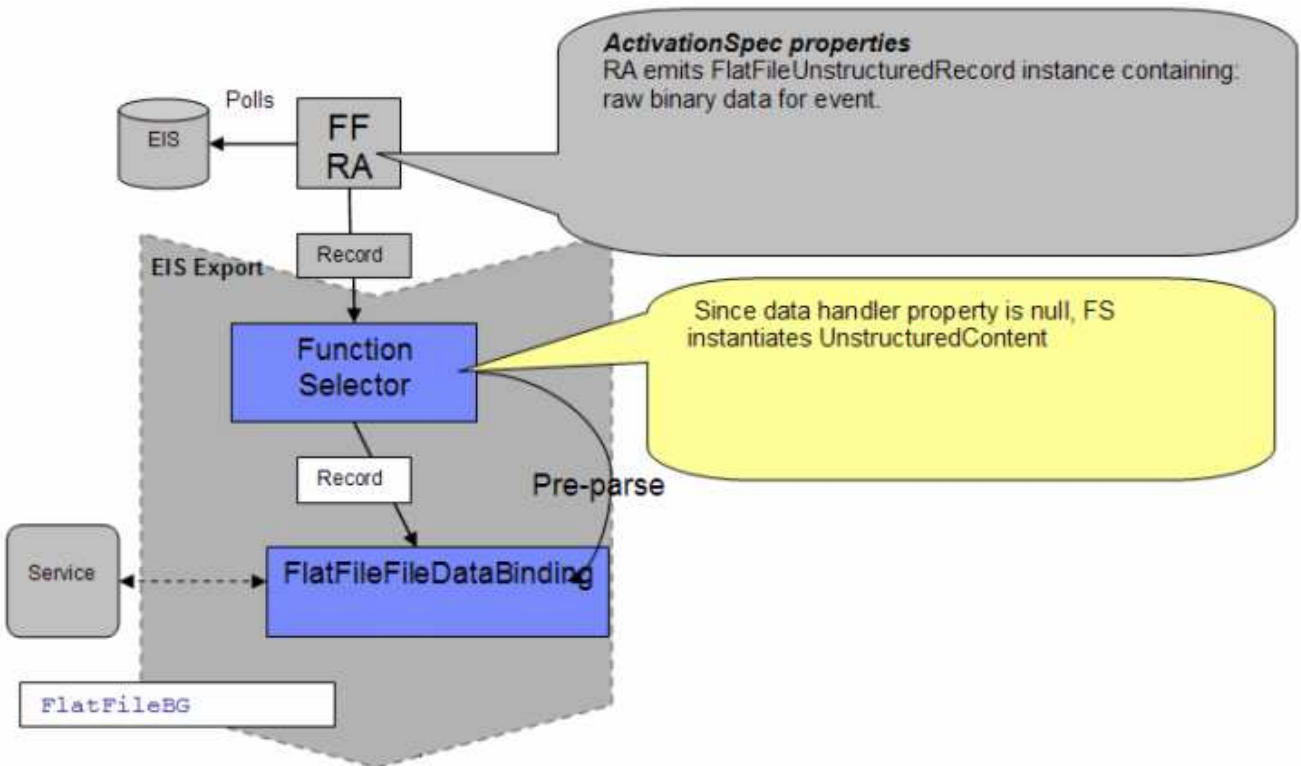 ActivationSpec properties
RA emits FlatFileUnstructuredRecord instance containing:
raw binary data for event.
Polls
EIS
FF
RA
Record
EIS Export
Since data handler property is null, FS
instantiates UnstructuredContent
Function
Selector
Record
Pre-parse
Service
FlatFileFileDataBinding
FlatFileBG